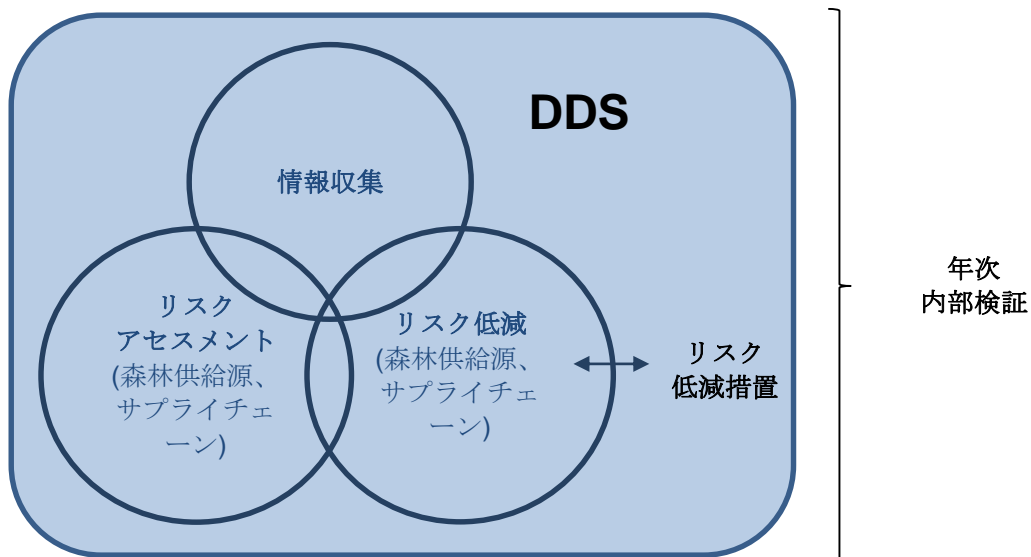 DDS
情報収集
リスク
アセスメント
(森林供給源、
サプライチェ
ーン)
リスク低減
(森林供給源、
サプライチェ
ーン)
リスク
低減措置
年次
内部検証